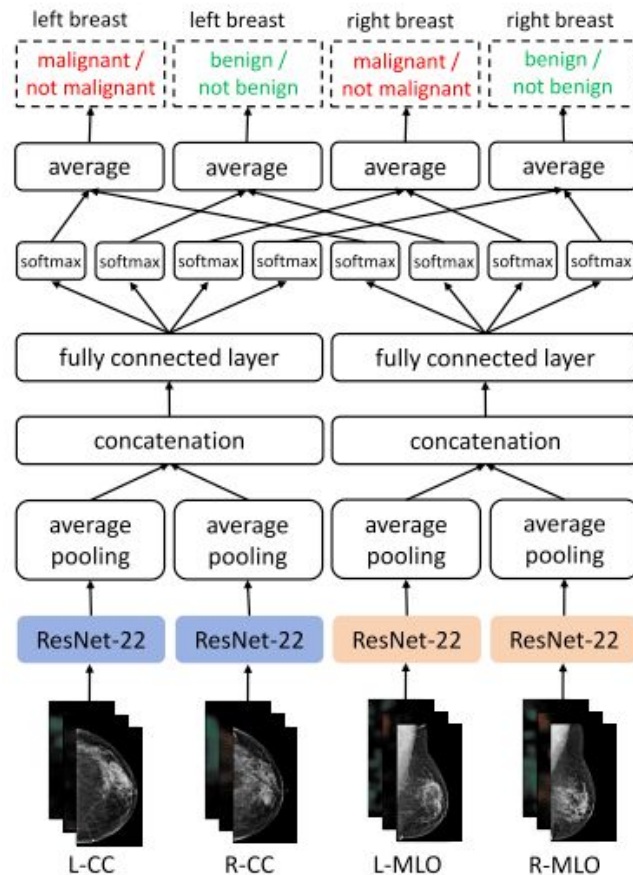 left breast left breast right breast right breast
malignant / benign / malignant / benign /
not malignant not benign not malignant not benign
average average average average
softmax softmax softmax softmax softmax softmax softmax softmax
fully connected layer fully connected layer
concatenation concatenation
average average average average
pooling pooling pooling pooling
ResNet-22 ResNet-22 ResNet-22 ResNet-22
L-CC R-CC L-MLO R-MLO